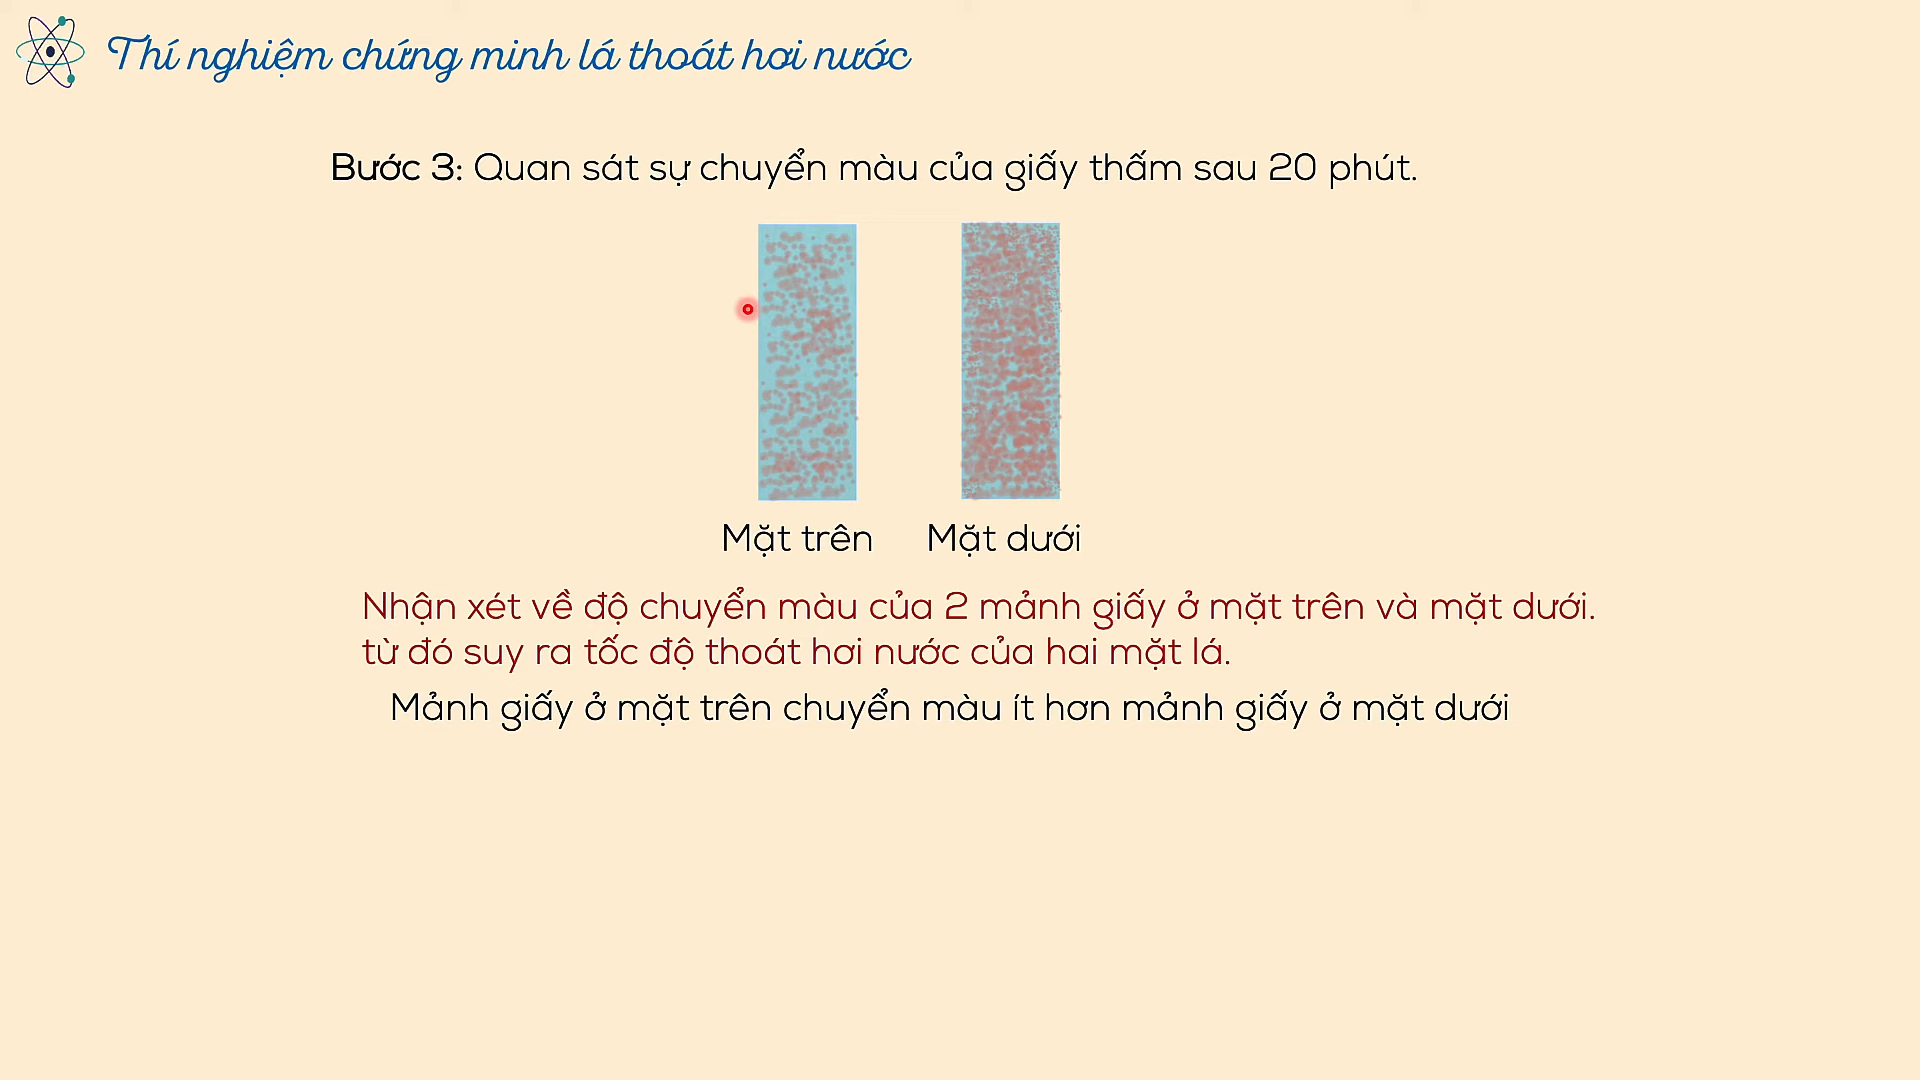 Thí nghiệm chứng minh lá thoát hơi nước
Bước 3: Quan sát sự chuyển màu của giấy thấm sau 20 phút.
Mặt trên
Mặt dưới
Nhận xét về độ chuyển màu của 2 mảnh giấy ở mặt trên và mặt dưới.
từ đó suy ra tốc độ thoát hơi nước của hai mặt lá.
Mảnh giấy ở mặt trên chuyển màu ít hơn mảnh giấy ở mặt dưới